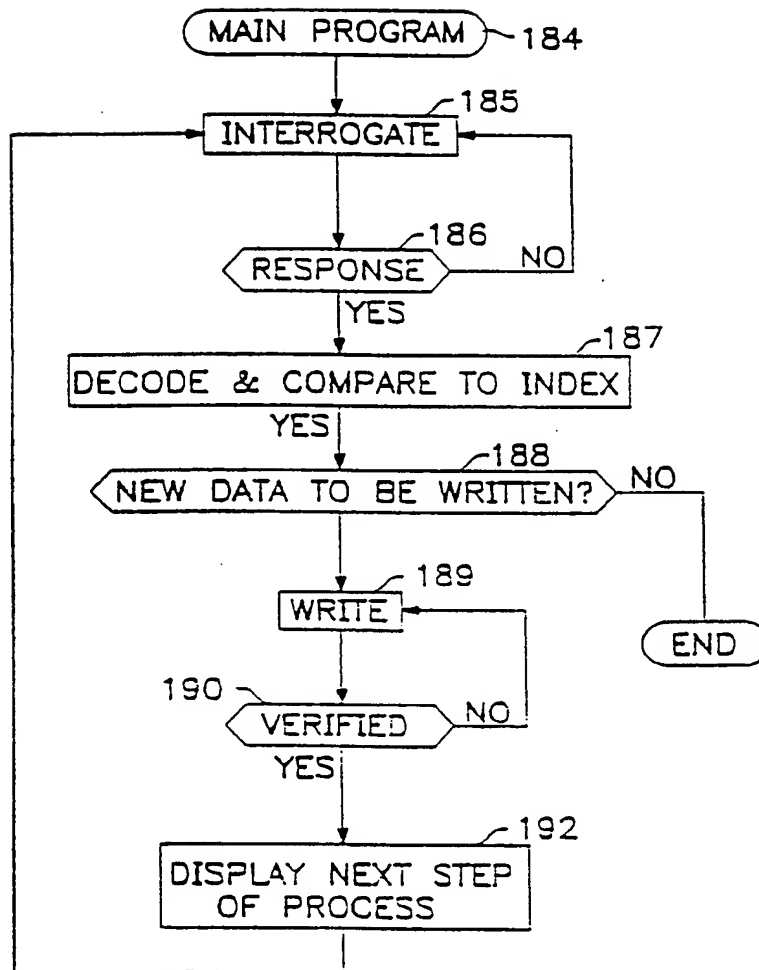 MAIN PROGRAM 184
185
INTERROGATE
186
RESPONSE NO
YES
187
DECODE & COMPARE TO INDEX
YES
188
NEW DATA TO BE WRITTEN? NO
189
WRITE
END
190
VERIFIED NO
YES
192
DISPLAY NEXT STEP
OF PROCESS